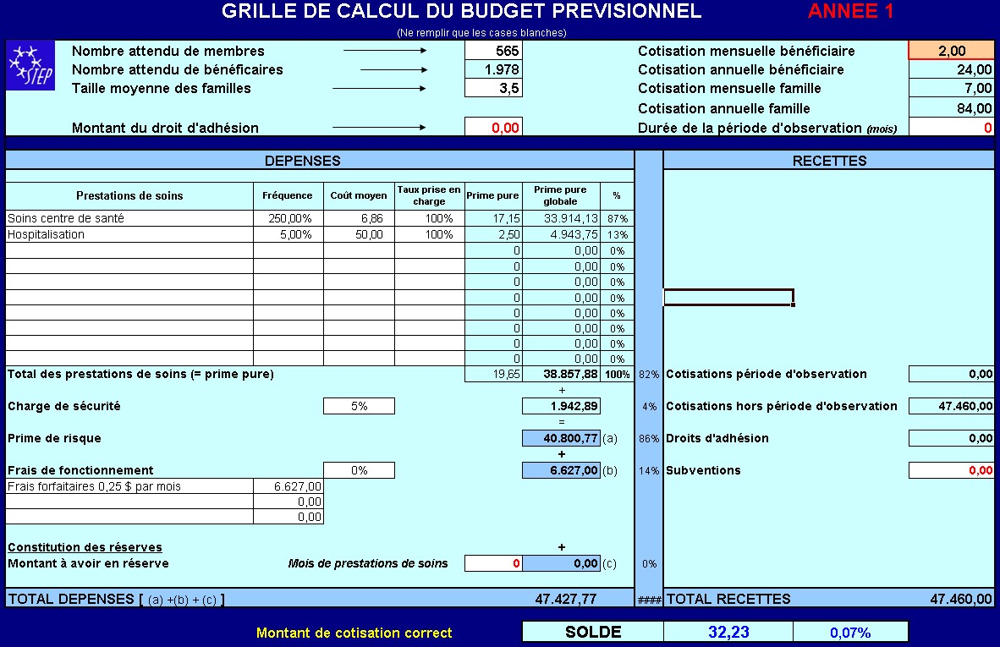 GRILLE DE CALCUL DU BUDGET PREVISIONNEL ANNEE 1
(Ne remplir que les cases blanches)
STEP
Nombre attendu de membres 565 Cotisation mensuelle bénéficiaire 2,00
Nombre attendu de bénéficaires 1.978 Cotisation annuelle bénéficiaire 24,00
Taille moyenne des familles 3,5 Cotisation mensuelle famille 7,00
Cotisation annuelle famille 84,00
Montant du droit d'adhésion 0,00 Durée de la période d'observation (mois) 0
DEPENSES RECETTES
Prestations de soins Fréquence Coût moyen Taux prise en charge Prime pure Prime pure globale %
Soins centre de santé 250,00% 6,86 100% 17,15 33.914,13 87%
Hospitalisation 5,00% 50,00 100% 2,50 4.943,75 13%
0 0,00 0%
0 0,00 0%
0 0,00 0%
0 0,00 0%
0 0,00 0%
0 0,00 0%
0 0,00 0%
0 0,00 0%
Total des prestations de soins (= prime pure) 19,65 38.857,88 100% 82% Cotisations période d'observation 0,00
+
Charge de sécurité 5% 1.942,89 4% Cotisations hors période d'observation 47.460,00
=
Prime de risque 40.800,77 (a) 86% Droits d'adhésion 0,00
+
Frais de fonctionnement 0% 6.627,00 (b) 14% Subventions 0,00
Frais forfaitaires 0,25 $ par mois 6.627,00
0,00
0,00
Constitution des réserves +
Montant à avoir en réserve Mois de prestations de soins 0 0,00 (c) 0%
TOTAL DEPENSES [ (a) +(b) + (c) ] 47.427,77 #### TOTAL RECETTES 47.460,00
Montant de cotisation correct SOLDE 32,23 0,07%